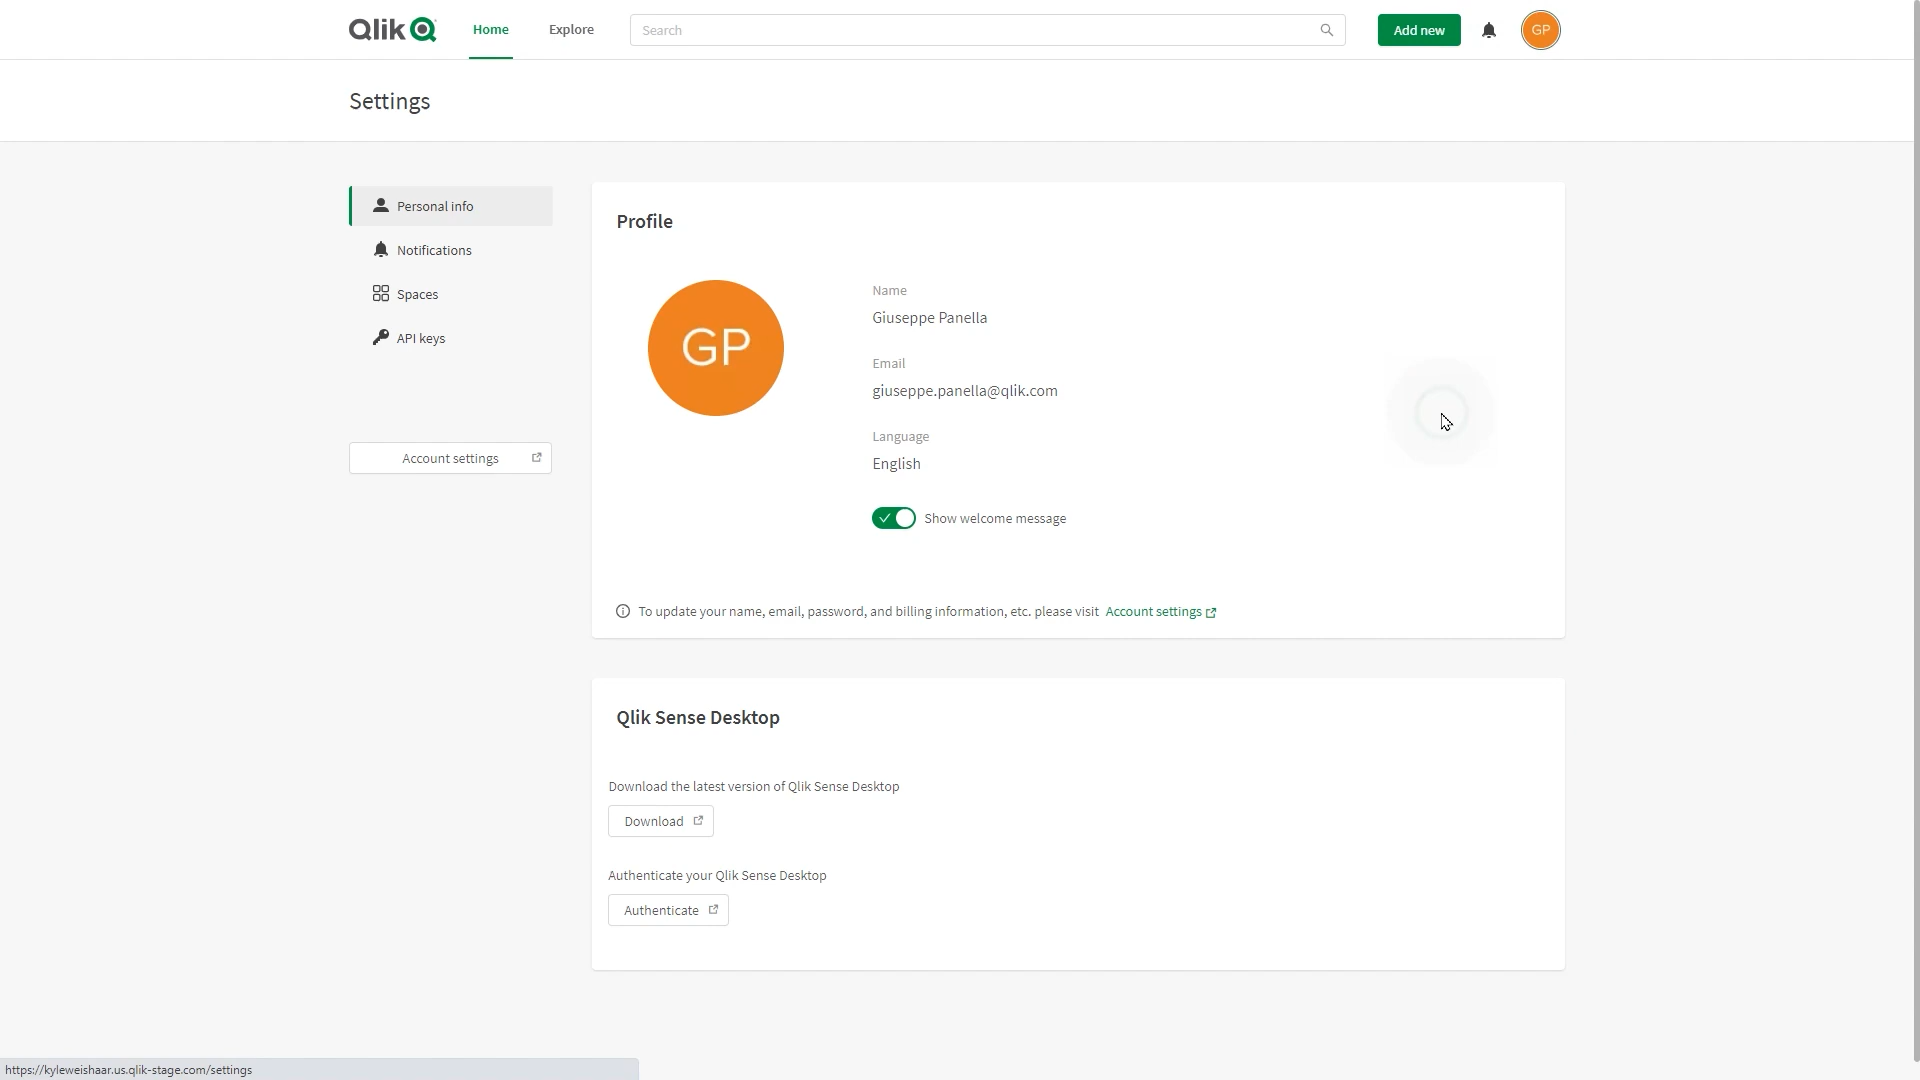 Qlik
Home
Explore
Search
Add new
GP
Settings
Personal info
Notifications
Spaces
API keys
Account settings
Profile
GP
Name
Giuseppe Panella
Email
giuseppe.panella@qlik.com
Language
English
Show welcome message
To update your name, email, password, and billing information, etc. please visit Account settings
Qlik Sense Desktop
Download the latest version of Qlik Sense Desktop
Download
Authenticate your Qlik Sense Desktop
Authenticate
https://kyleweishaar.us.qlik-stage.com/settings